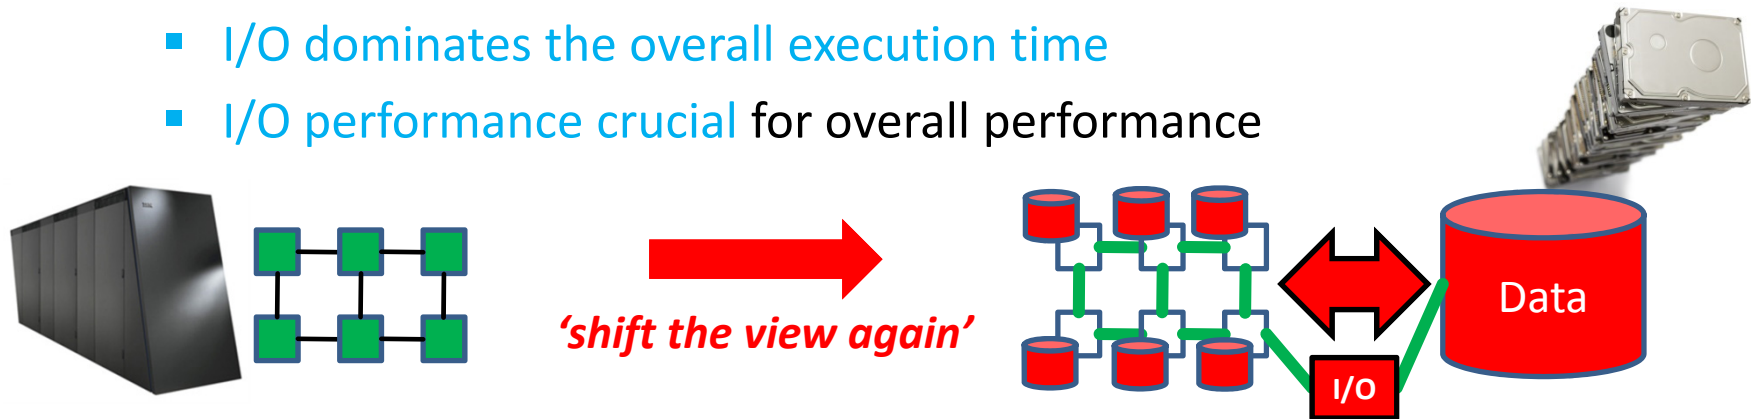 I/O dominates the overall execution time
I/O performance crucial for overall performance
‘shift the view again’
Data
I/O